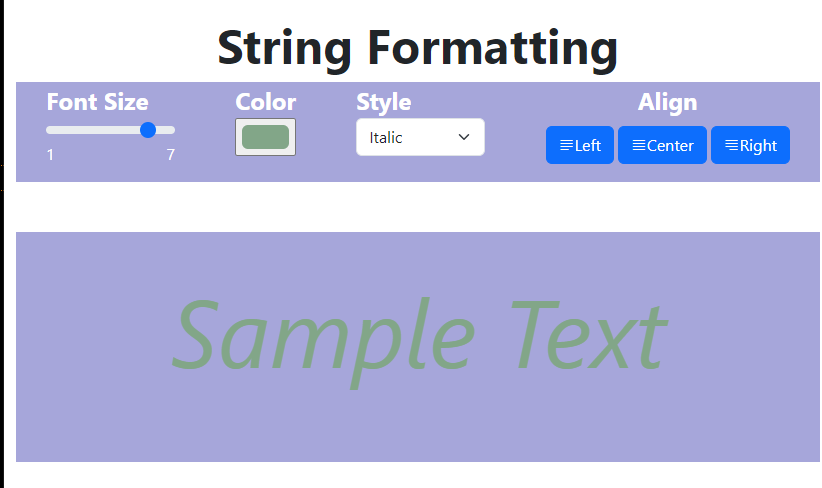 String Formatting
Font Size Color Style Align
Italic Left Center Right
1 7
Sample Text